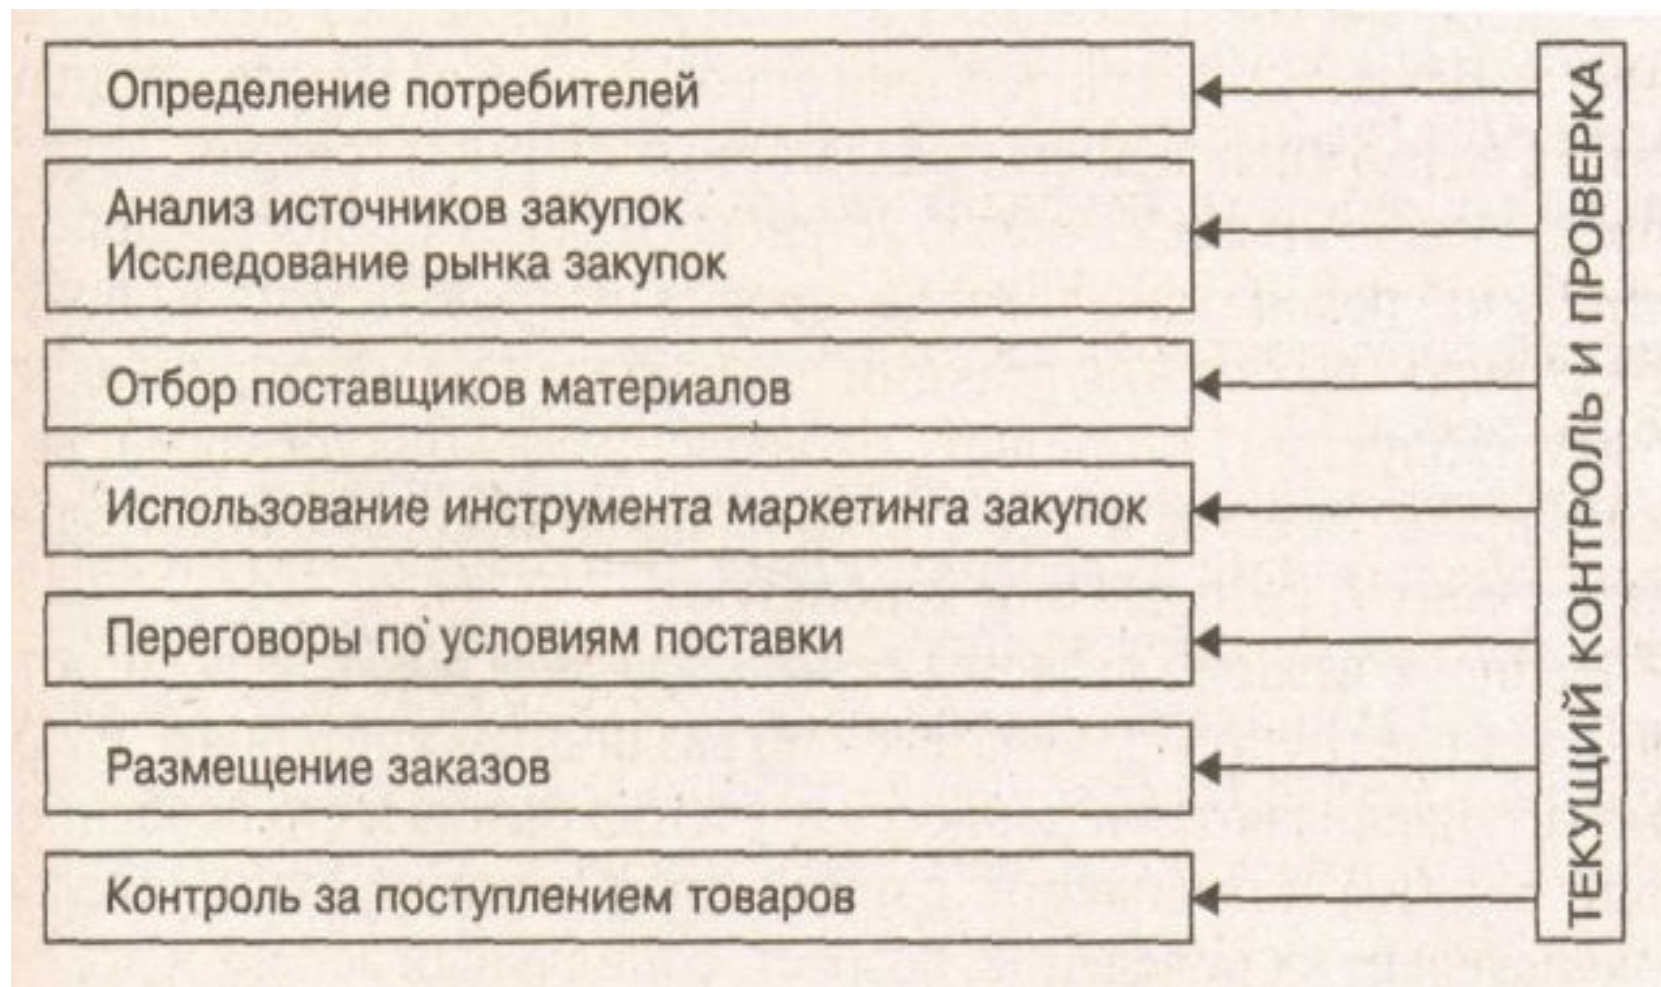 Определение потребителей
Анализ источников закупок
Исследование рынка закупок
Отбор поставщиков материалов
Использование инструмента маркетинга закупок
Переговоры по условиям поставки
Размещение заказов
Контроль за поступлением товаров
ТЕКУЩИЙ КОНТРОЛЬ И ПРОВЕРКА